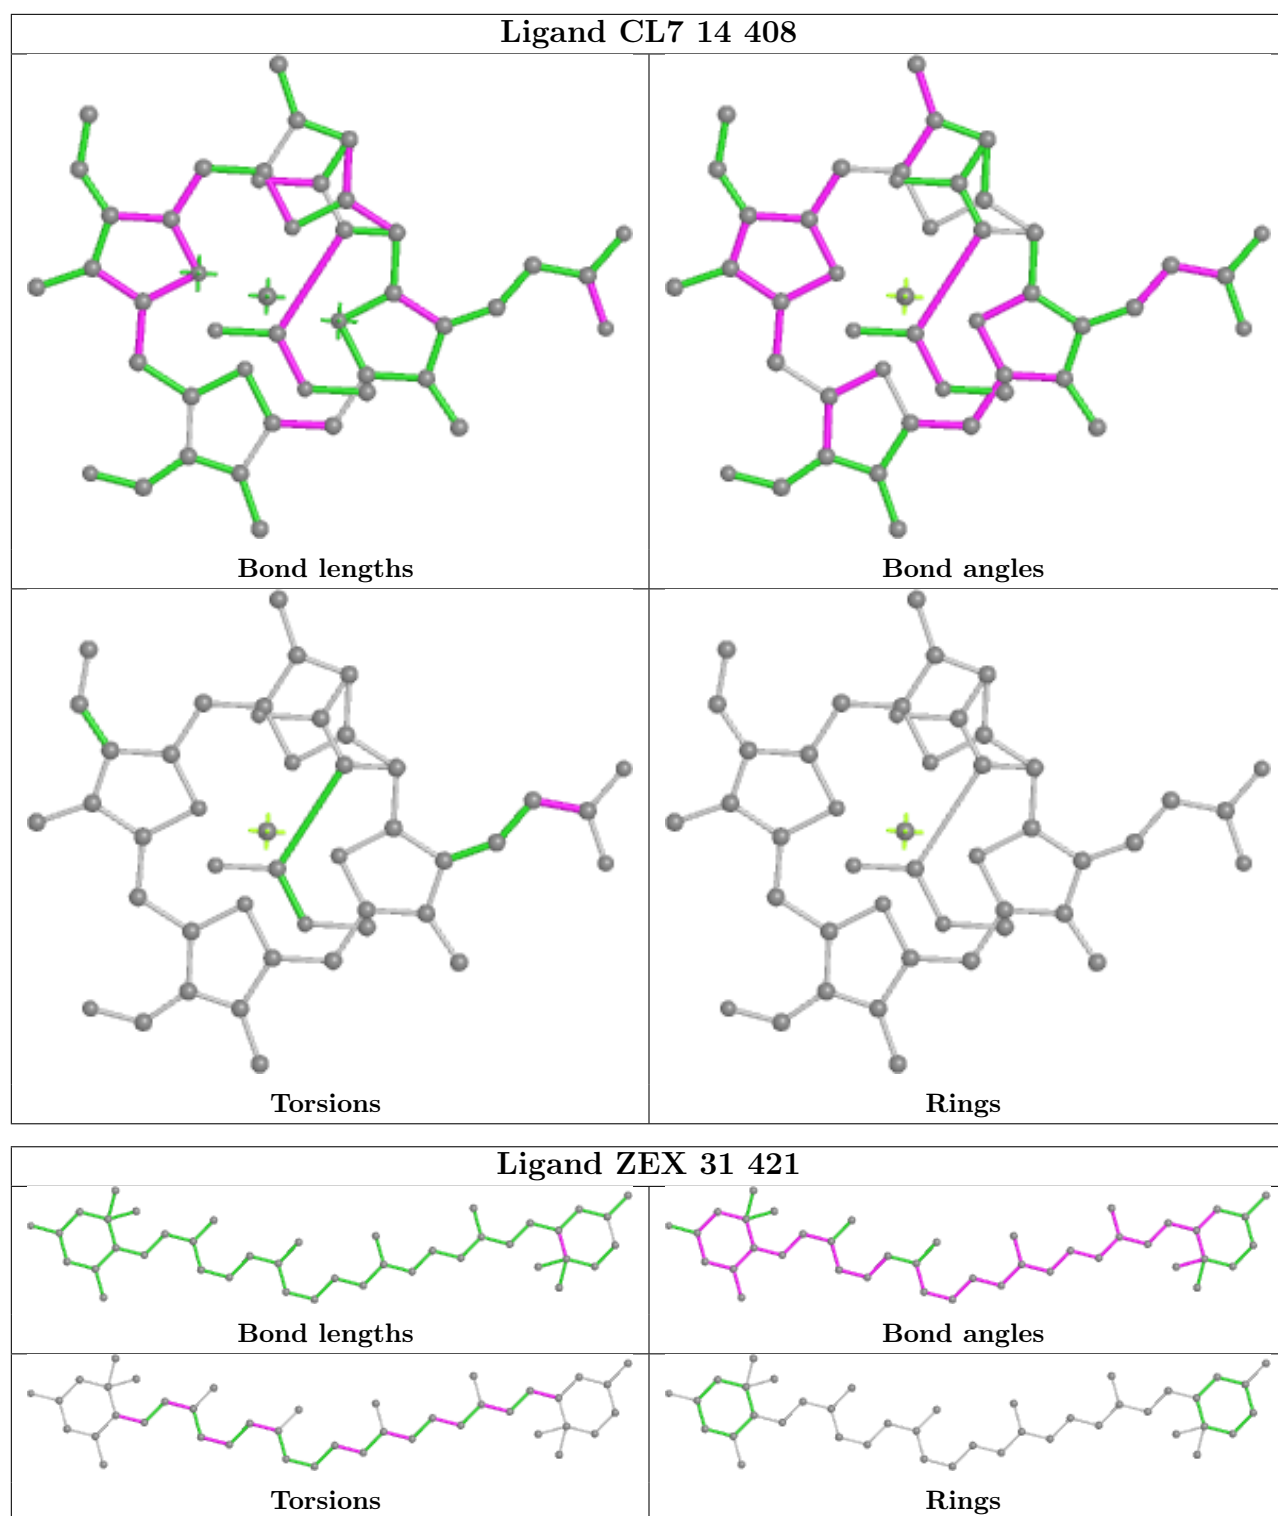 Ligand CL7 14 408
Bond lengths
Bond angles
Torsions
Rings
Ligand ZEX 31 421
Bond lengths
Bond angles
Torsions
Rings